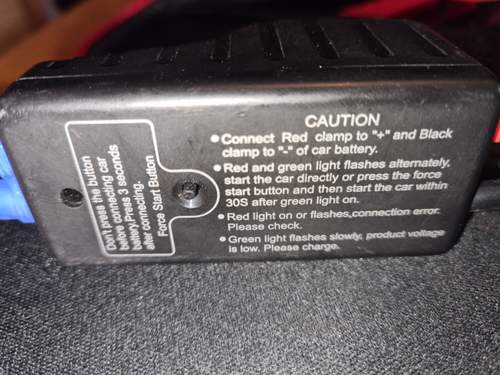 CAUTION
•Connect Red clamp to "+" and Black
clamp to "-" of car battery.
•Red and green light flashes alternately,
start the car directly or press the force
start button and then start the car within
30S after green light on.
•Red light on or flashes,connection error.
Please check.
•Green light flashes slowly, product voltage
is low. Please charge.
Don't press the button
before connecting car
battery.Press 3 seconds
after connecting.
Force Start Button